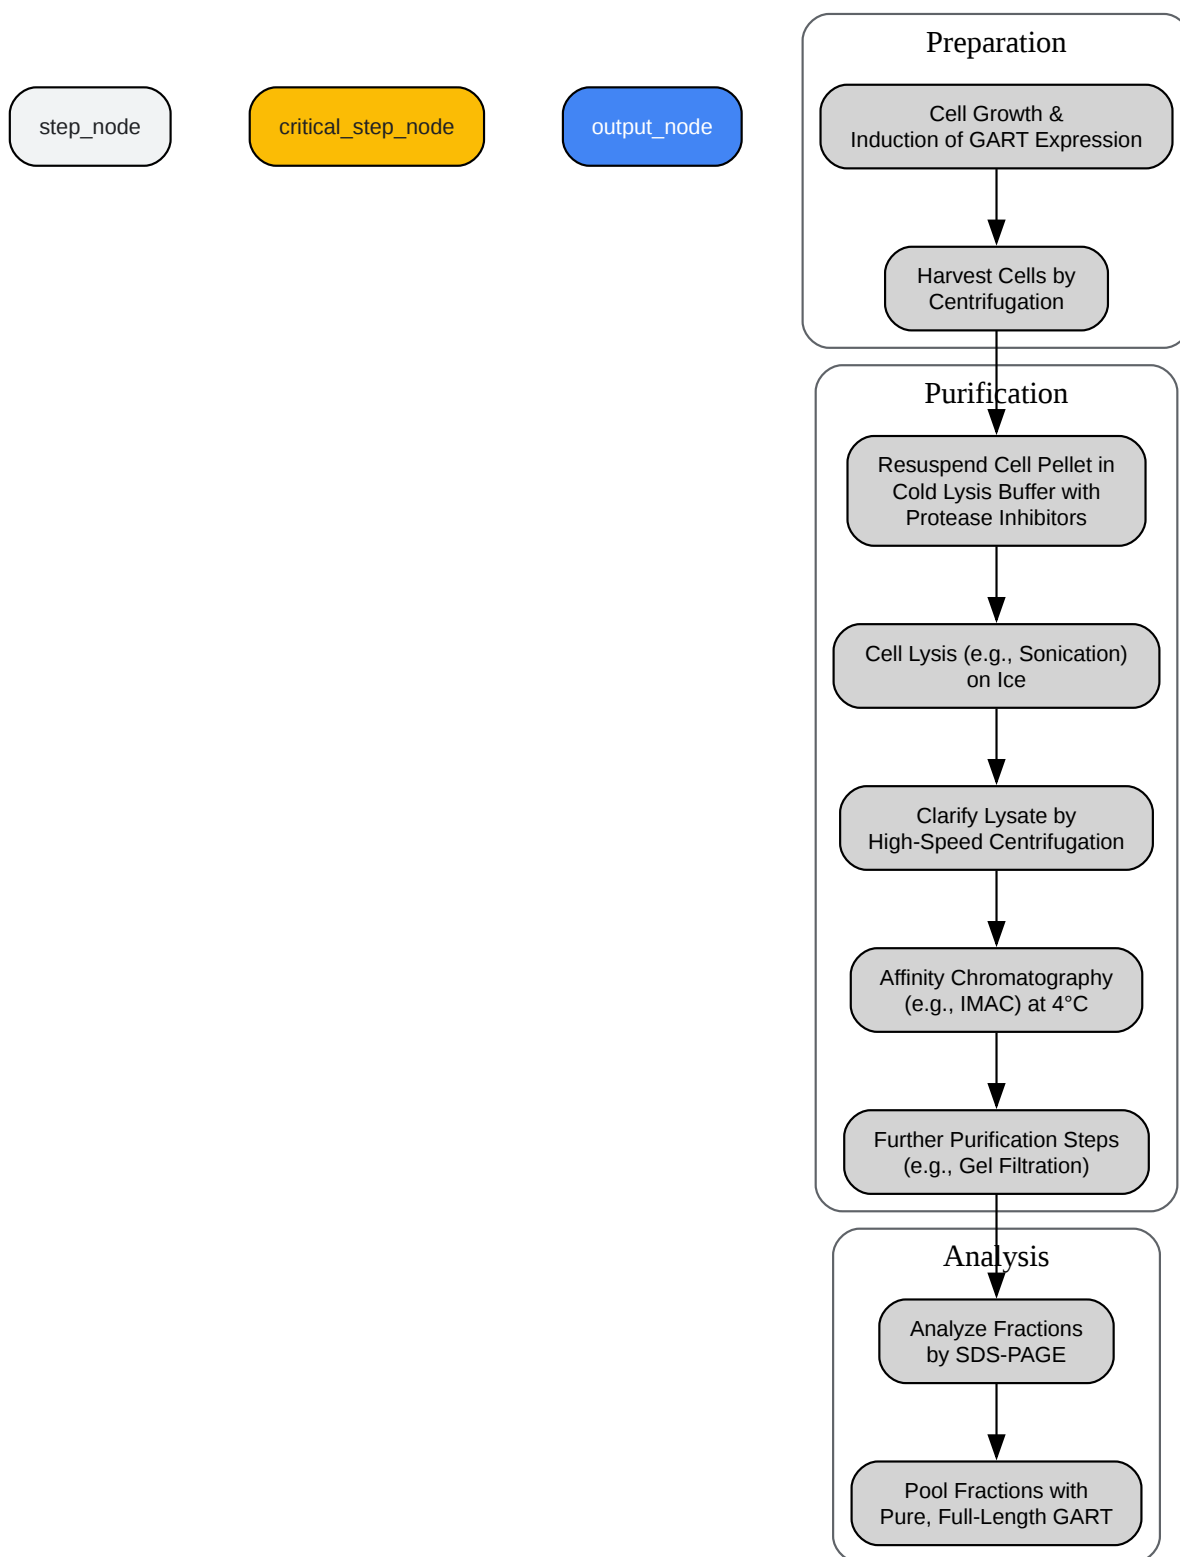 Preparation
step_node
critical_step_node
output_node
Cell Growth &
Induction of GART Expression
Harvest Cells by
Centrifugation
Purification
Resuspend Cell Pellet in
Cold Lysis Buffer with
Protease Inhibitors
Cell Lysis (e.g., Sonication)
on Ice
Clarify Lysate by
High-Speed Centrifugation
Affinity Chromatography
(e.g., IMAC) at 4°C
Further Purification Steps
(e.g., Gel Filtration)
Analysis
Analyze Fractions
by SDS-PAGE
Pool Fractions with
Pure, Full-Length GART